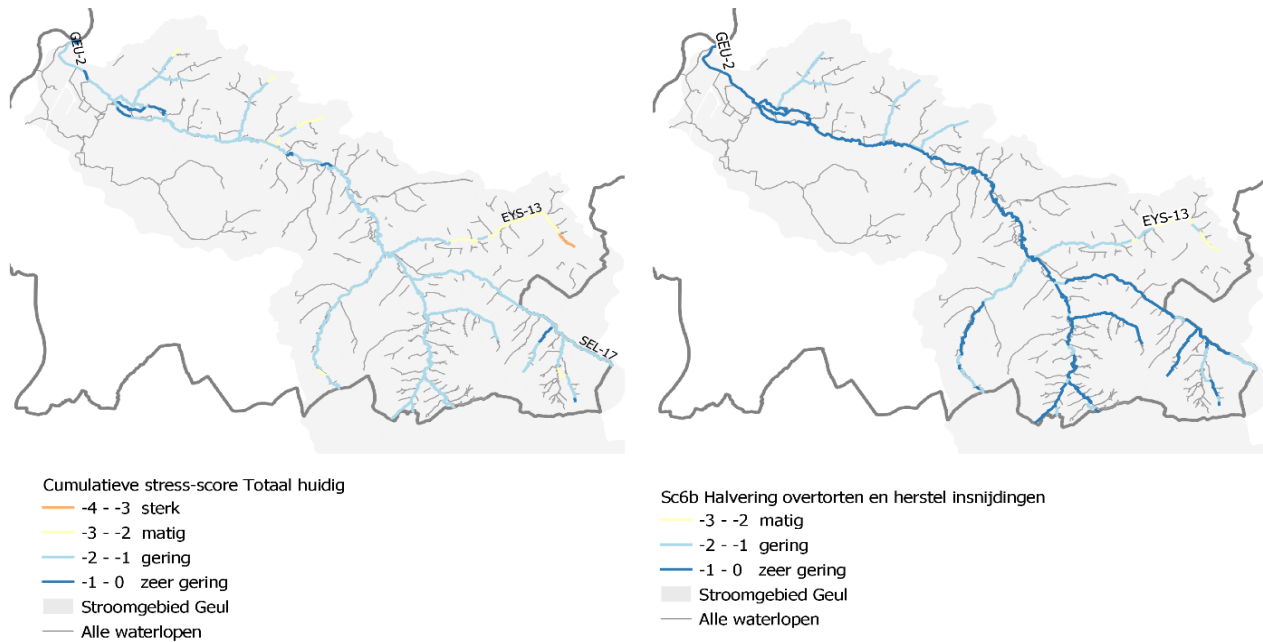 GEU-2
EYS-13
SEL-17
Cumulatieve stress-score Totaal huidig
-4 - -3 sterk
-3 - -2 matig
-2 - -1 gering
-1 - 0 zeer gering
Stroomgebied Geul
Alle waterlopen
GEU-2
EYS-13
Sc6b Halvering overtorten en herstel insnijdingen
-3 - -2 matig
-2 - -1 gering
-1 - 0 zeer gering
Stroomgebied Geul
Alle waterlopen